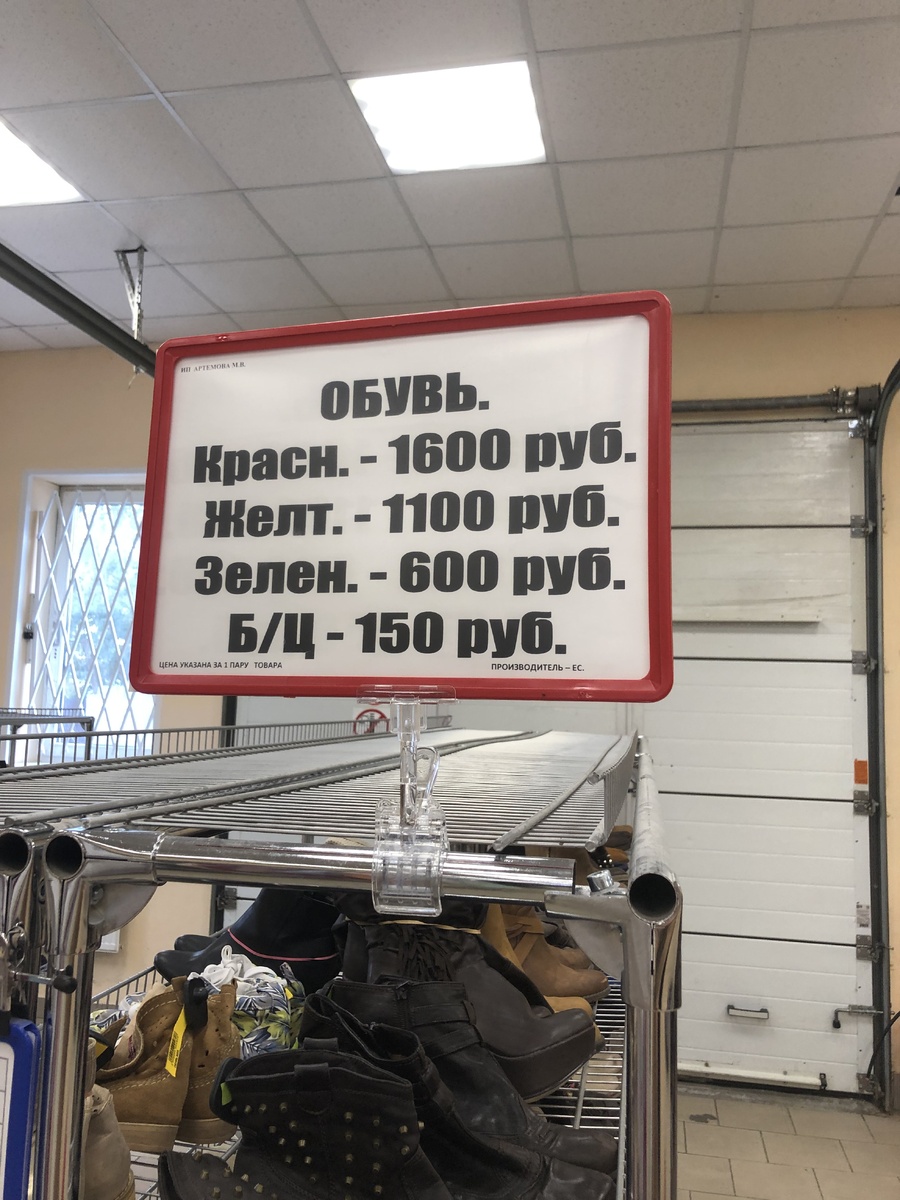 ИП АРТЕМОВА М.В.
ОБУВЬ.
Красн. - 1600 руб.
Желт. - 1100 руб.
Зелен. - 600 руб.
Б/Ц - 150 руб.
ЦЕНА УКАЗАНА ЗА 1 ПАРУ ТОВАРА ПРОИЗВОДИТЕЛЬ – ЕС.